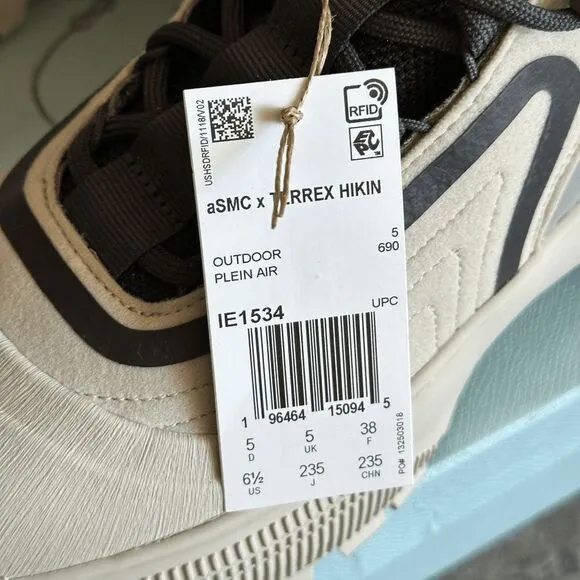 USHSDRFID/1118/V02
RFID
EPC™
aSMC x TERREX HIKIN
OUTDOOR
PLEIN AIR
5
690
IE1534
UPC
1 96464 15094 5
5 5 38
D UK F
6½ 235 235
US J CHN
PO# 132503018